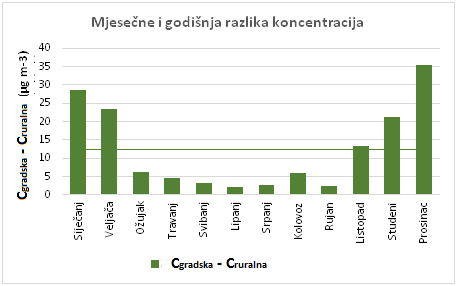 Mjesečne i godišnja razlika koncentracija
Cgradska - Cruralna (µg m-3)
40
35
30
25
20
15
10
5
0
Siječanj
Veljača
Ožujak
Travanj
Svibanj
Lipanj
Srpanj
Kolovoz
Rujan
Listopad
Studeni
Prosinac
Cgradska - Cruralna